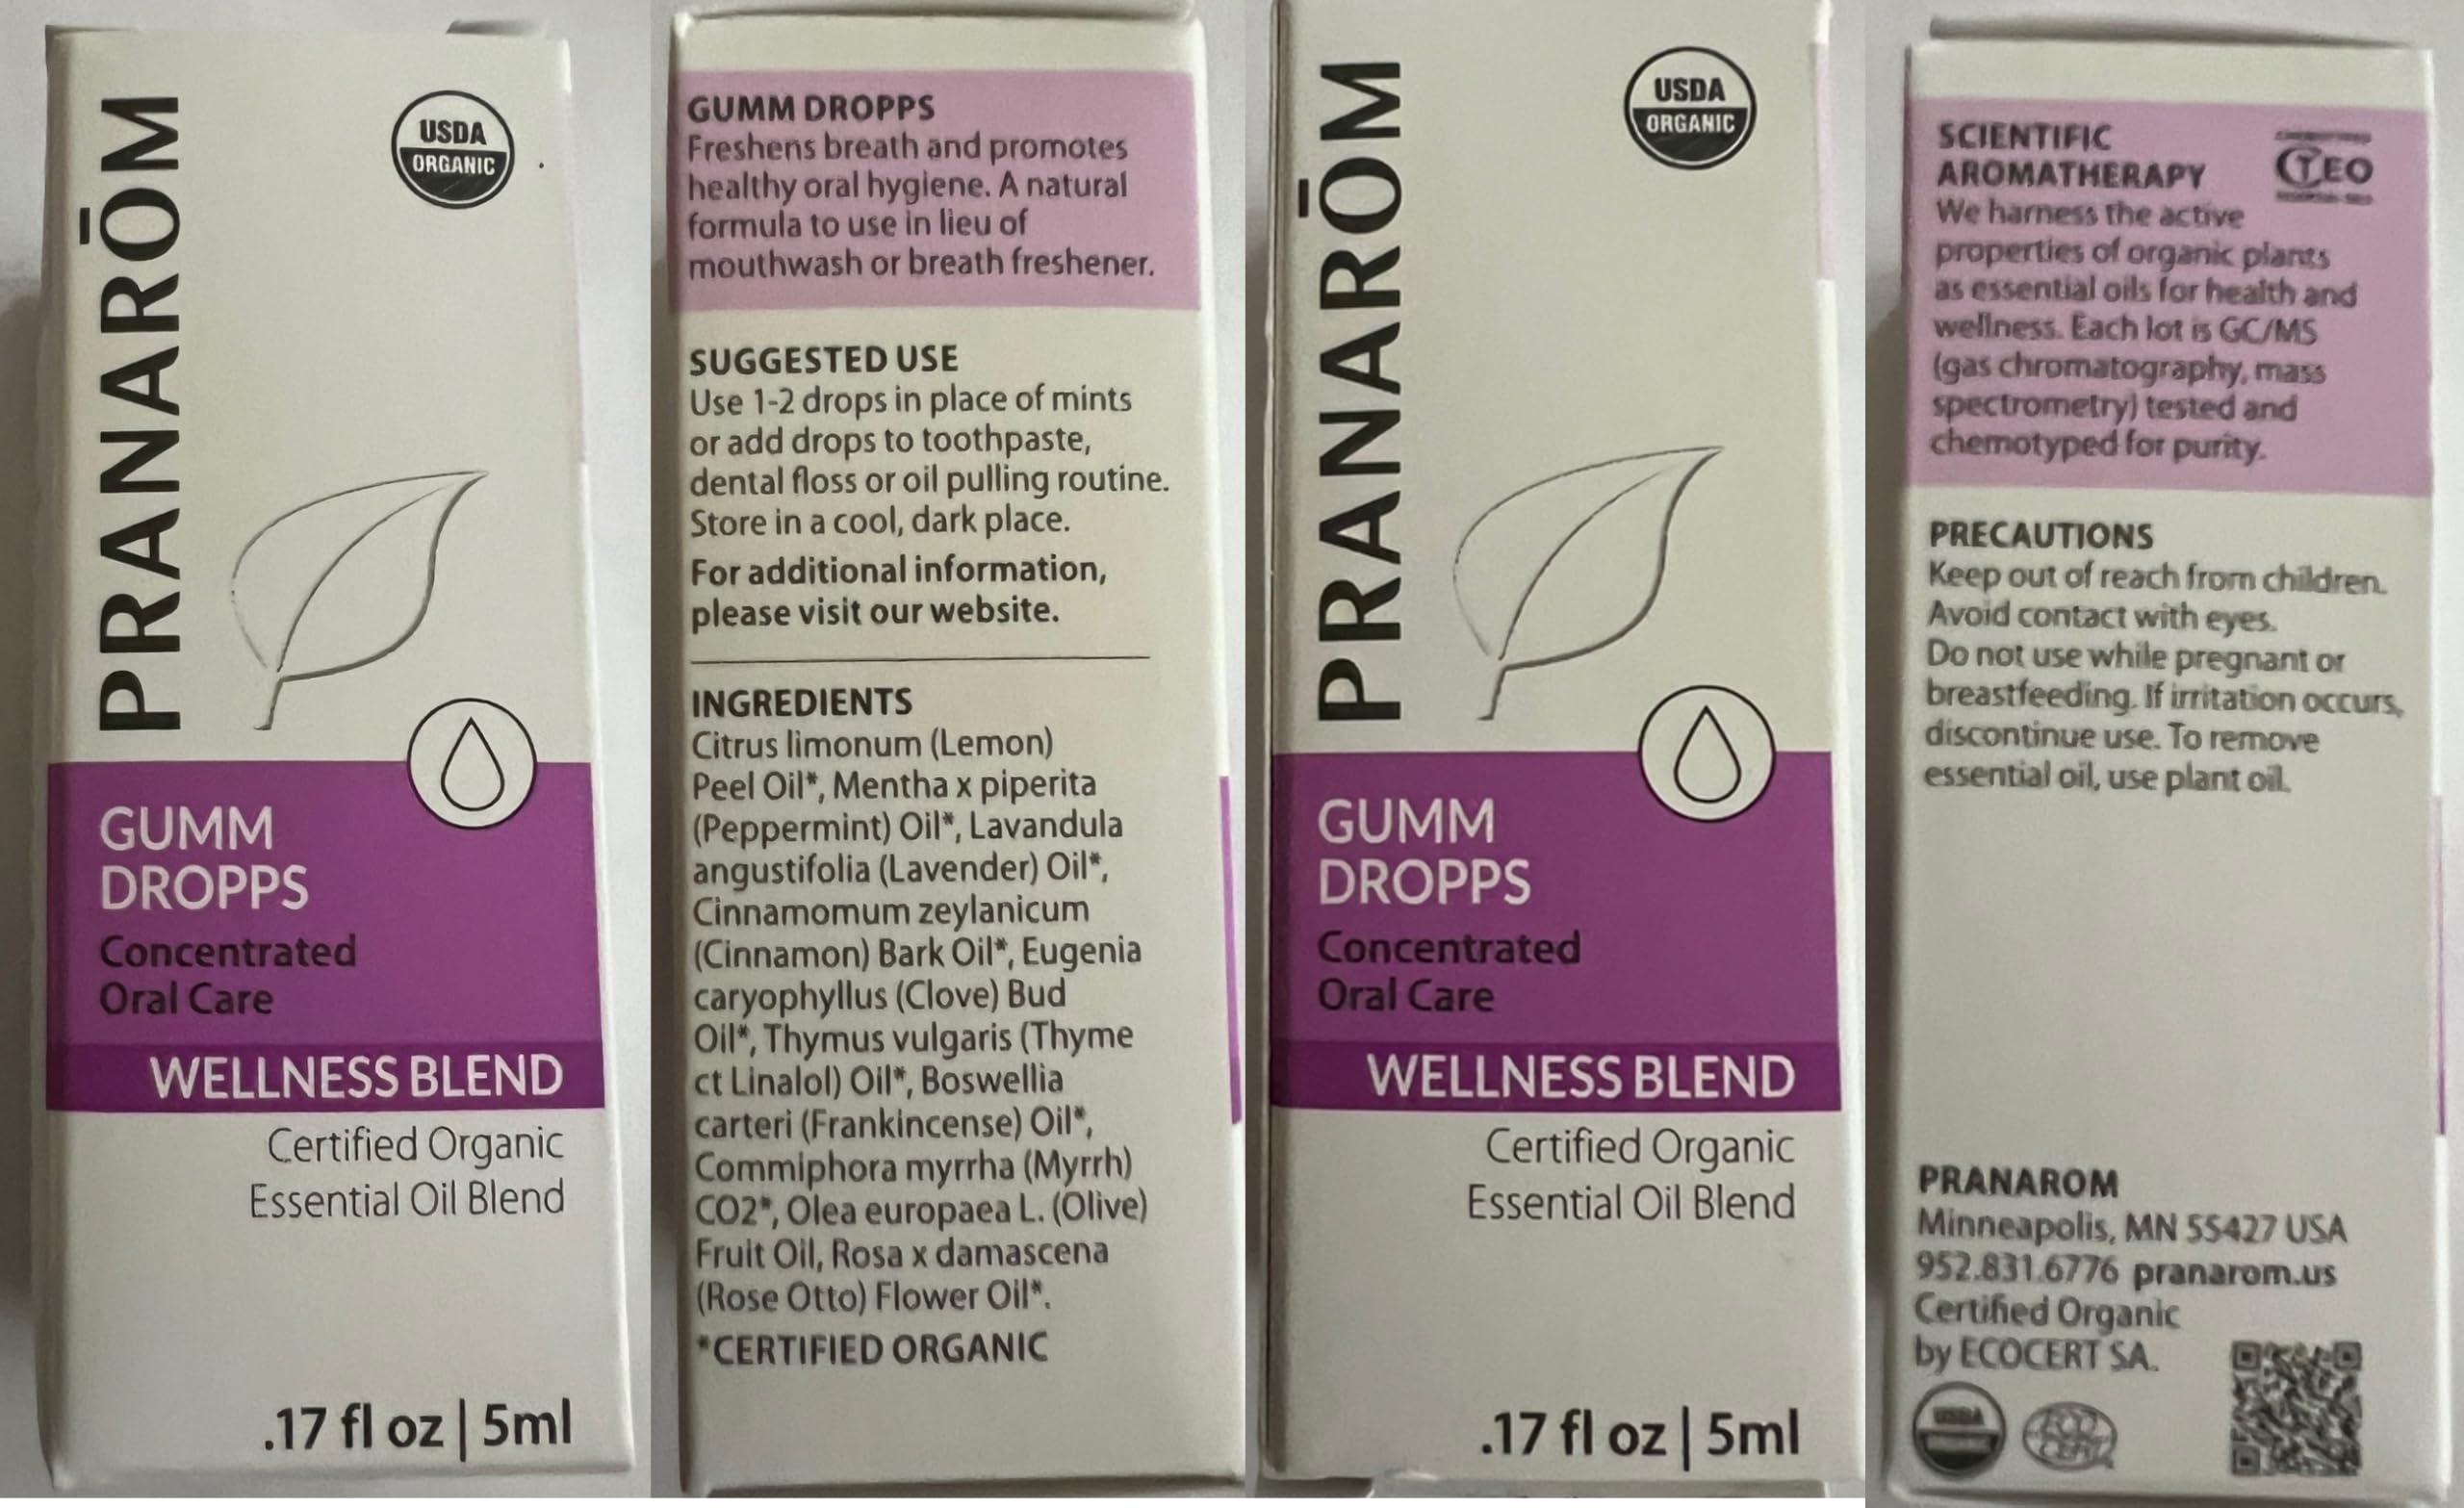 PRANARŌM
USDA
ORGANIC
GUMM
DROPPS
Concentrated
Oral Care
WELLNESS BLEND
Certified Organic
Essential Oil Blend
.17 fl oz | 5ml
GUMM DROPPS
Freshens breath and promotes
healthy oral hygiene. A natural
formula to use in lieu of
mouthwash or breath freshener.
SUGGESTED USE
Use 1-2 drops in place of mints
or add drops to toothpaste,
dental floss or oil pulling routine.
Store in a cool, dark place.
For additional information,
please visit our website.
INGREDIENTS
Citrus limonum (Lemon)
Peel Oil*, Mentha x piperita
(Peppermint) Oil*, Lavandula
angustifolia (Lavender) Oil*,
Cinnamomum zeylanicum
(Cinnamon) Bark Oil*, Eugenia
caryophyllus (Clove) Bud
Oil*, Thymus vulgaris (Thyme
ct Linalol) Oil*, Boswellia
carteri (Frankincense) Oil*,
Commiphora myrrha (Myrrh)
CO2*, Olea europaea L. (Olive)
Fruit Oil, Rosa x damascena
(Rose Otto) Flower Oil*.
*CERTIFIED ORGANIC
PRANARŌM
USDA
ORGANIC
GUMM
DROPPS
Concentrated
Oral Care
WELLNESS BLEND
Certified Organic
Essential Oil Blend
.17 fl oz | 5ml
SCIENTIFIC
AROMATHERAPY
CTEO
We harness the active
properties of organic plants
as essential oils for health and
wellness. Each lot is GC/MS
(gas chromatography, mass
spectrometry) tested and
chemotyped for purity.
PRECAUTIONS
Keep out of reach from children.
Avoid contact with eyes.
Do not use while pregnant or
breastfeeding. If irritation occurs,
discontinue use. To remove
essential oil, use plant oil.
PRANAROM
Minneapolis, MN 55427 USA
952.831.6776 pranarom.us
Certified Organic
by ECOCERT SA.
USDA
ECO
CERT